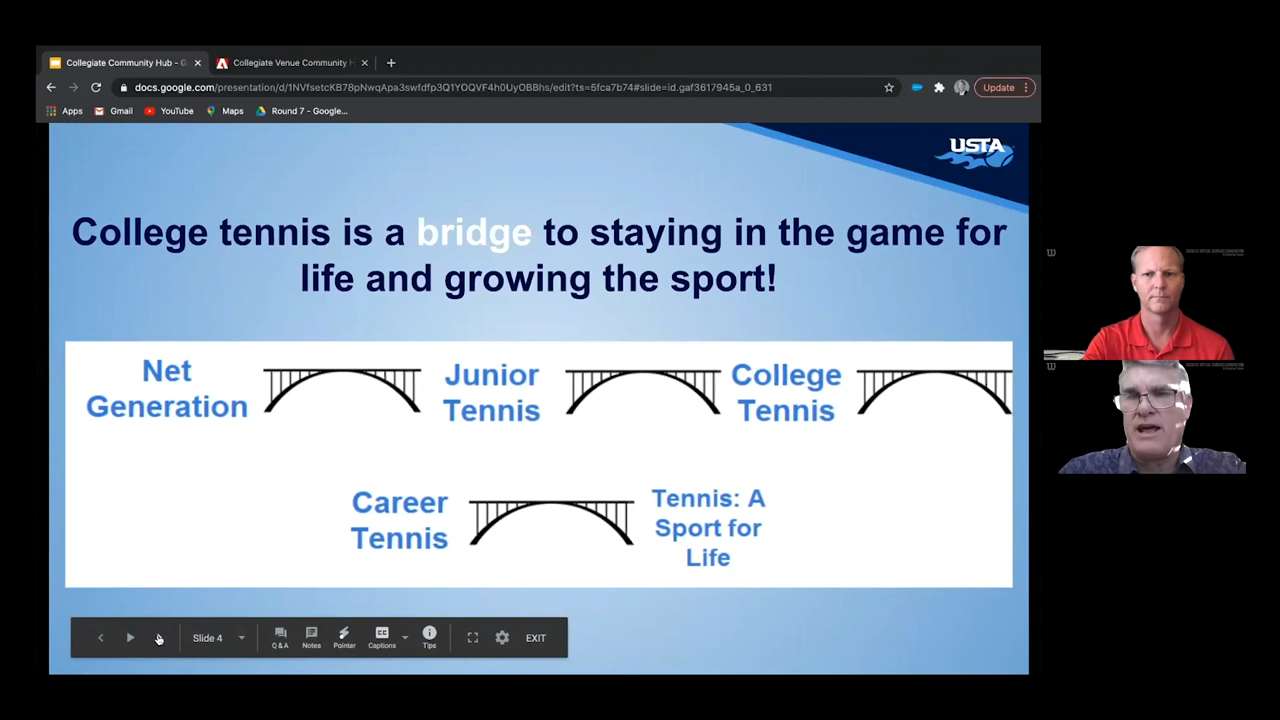 Collegiate Community Hub - G
Collegiate Venue Community H
docs.google.com/presentation/d/1NVfsetcKB78pNwqApa3swfdfp3Q1YOQVF4h0UyOBBhs/edit?ts=5fca7b74#slide=id.gaf3617945a_0_631
Update
Apps Gmail YouTube Maps Round 7 - Google...
USTA
College tennis is a bridge to staying in the game for
life and growing the sport!
Net
Generation
Junior
Tennis
College
Tennis
Career
Tennis
Tennis: A
Sport for
Life
Slide 4
Q & A
Notes
Pointer
Captions
Tips
EXIT